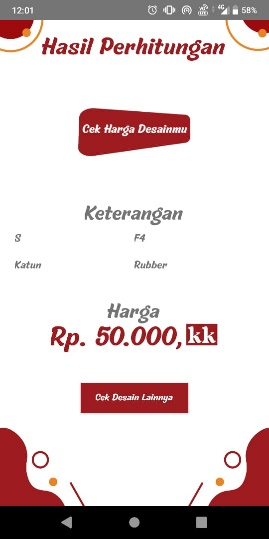 12:01 4G 58%
Hasil Perhitungan
Cek Harga Desainmu
Keterangan
S F4
Katun Rubber
Harga
Rp. 50.000,kk
Cek Desain Lainnya